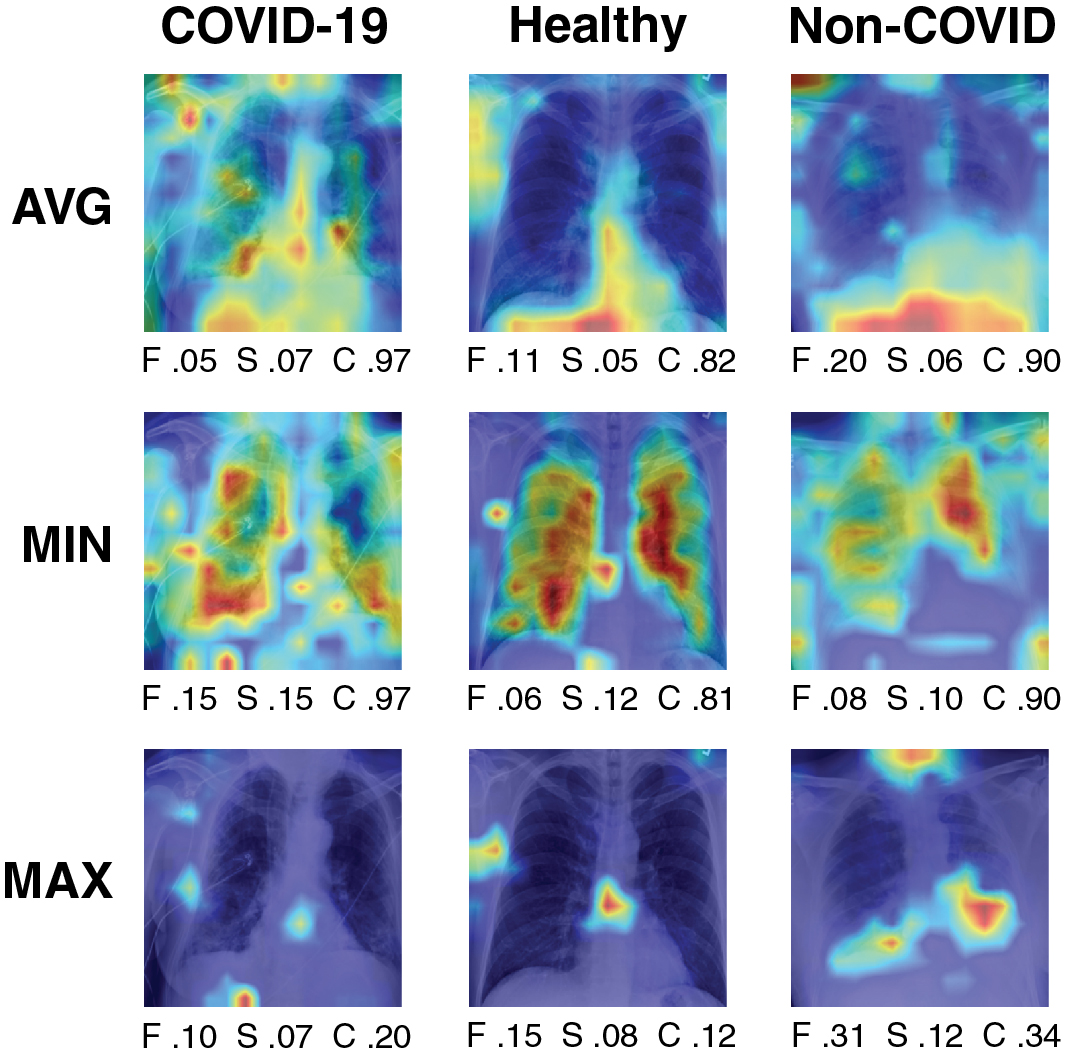 COVID-19 Healthy Non-COVID
AVG
F .05 S .07 C .97 F .11 S .05 C .82 F .20 S .06 C .90
MIN
F .15 S .15 C .97 F .06 S .12 C .81 F .08 S .10 C .90
MAX
F .10 S .07 C .20 F .15 S .08 C .12 F .31 S .12 C .34